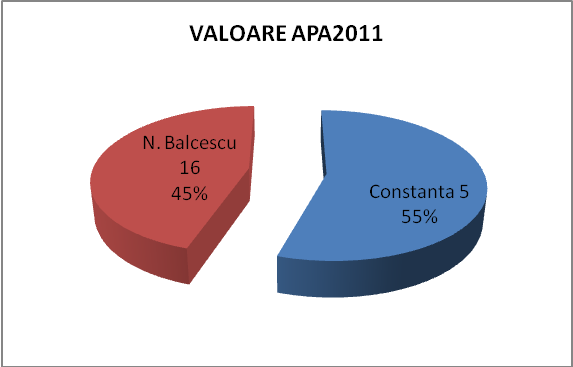 VALOARE APA2011
N. Balcescu
16
45%
Constanta 5
55%